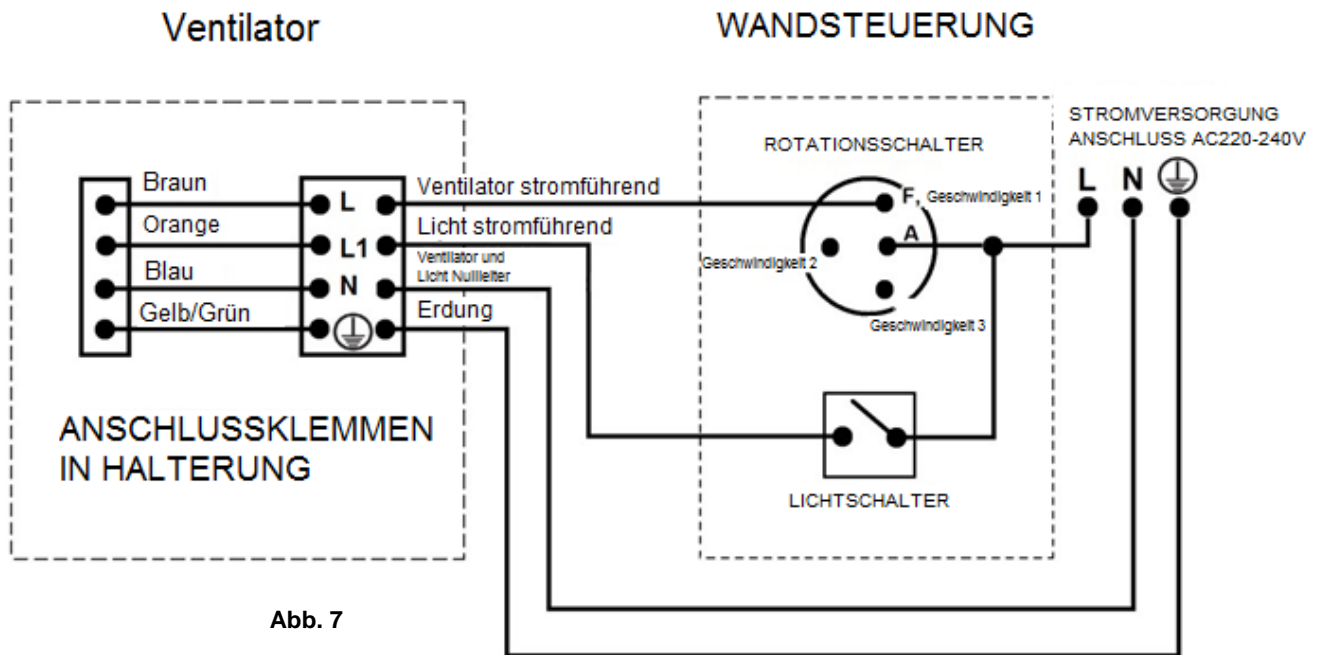 Ventilator
WANDSTEUERUNG
STROMVERSORGUNG
ANSCHLUSS AC220-240V
L N
ROTATIONSSCHALTER
F, Geschwindigkeit 1
A
Geschwindigkeit 2
Geschwindigkeit 3
LICHTSCHALTER
Braun
Orange
Blau
Gelb/Grün
L
L1
N
Ventilator stromführend
Licht stromführend
Ventilator und
Licht Nullleiter
Erdung
ANSCHLUSSKLEMMEN
IN HALTERUNG
Abb. 7